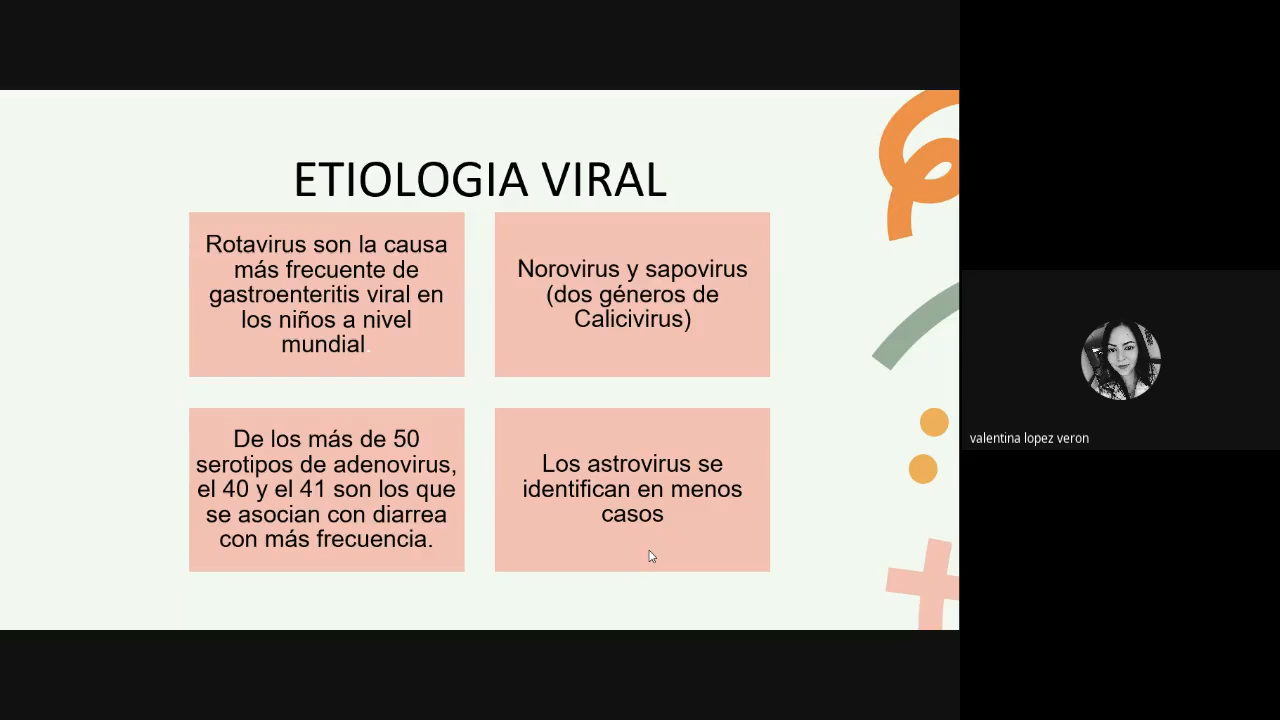 ETIOLOGIA VIRAL
Rotavirus son la causa
más frecuente de
gastroenteritis viral en
los niños a nivel
mundial.
Norovirus y sapovirus
(dos géneros de
Calicivirus)
De los más de 50
serotipos de adenovirus,
el 40 y el 41 son los que
se asocian con diarrea
con más frecuencia.
Los astrovirus se
identifican en menos
casos
valentina lopez veron